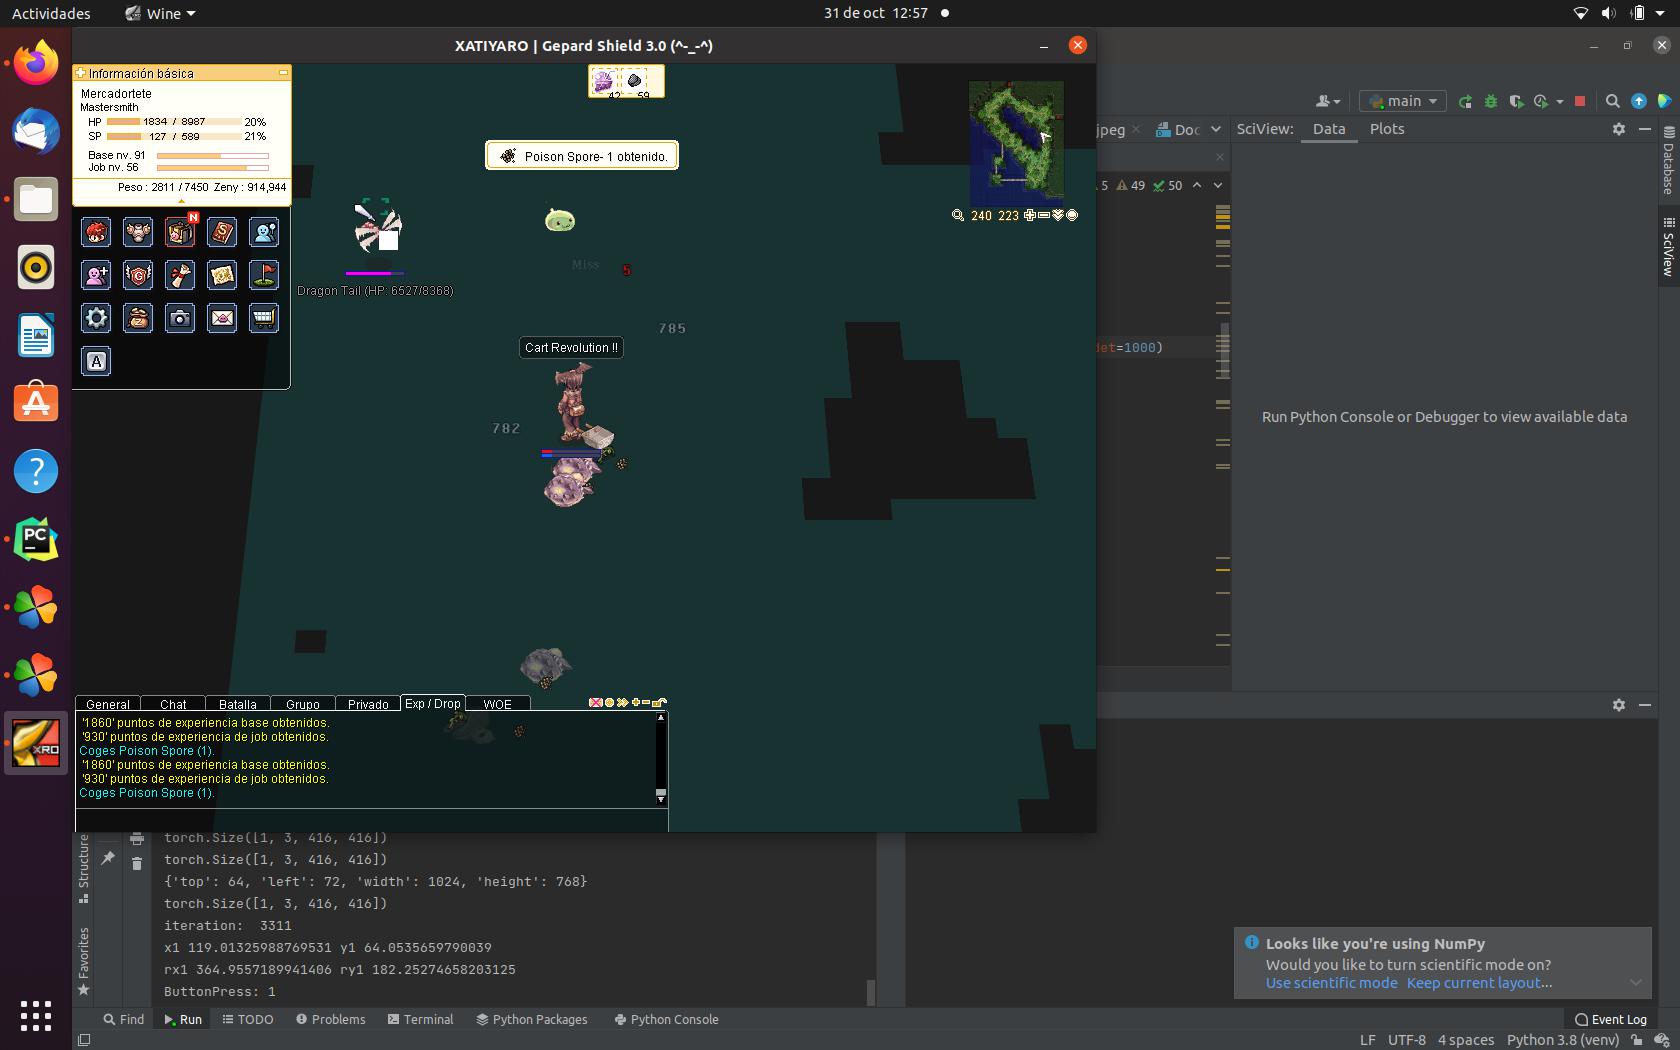 Actividades
Wine
31 de oct 12:57
XATIYARO | Gepard Shield 3.0 (^-_-^)
Información básica
Mercadortete
Mastersmith
HP 1834 / 8987 20%
SP 127 / 589 21%
Base nv. 91
Job nv. 56
Peso : 2811 / 7450 Zeny : 914,944
N
S
G
A
42 59
Poison Spore- 1 obtenido.
240 223
Miss
5
Dragon Tail (HP: 6527/8368)
785
Cart Revolution !!
782
General Chat Batalla Grupo Privado Exp / Drop WOE
'1860' puntos de experiencia base obtenidos.
'930' puntos de experiencia de job obtenidos.
Coges Poison Spore (1).
'1860' puntos de experiencia base obtenidos.
'930' puntos de experiencia de job obtenidos.
Coges Poison Spore (1).
PC
XRO
main
jpeg
Doc
SciView: Data Plots
5 49 50
Database
SciView
det=1000)
Run Python Console or Debugger to view available data
torch.Size([1, 3, 416, 416])
torch.Size([1, 3, 416, 416])
{'top': 64, 'left': 72, 'width': 1024, 'height': 768}
torch.Size([1, 3, 416, 416])
iteration: 3311
x1 119.01325988769531 y1 64.0535659790039
rx1 364.9557189941406 ry1 182.25274658203125
ButtonPress: 1
Structure
Favorites
Looks like you're using NumPy
Would you like to turn scientific mode on?
Use scientific mode Keep current layout...
Find Run TODO Problems Terminal Python Packages Python Console Event Log
LF UTF-8 4 spaces Python 3.8 (venv)